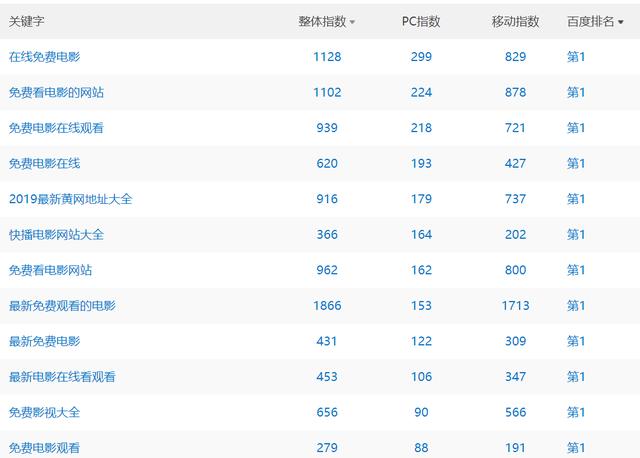 关键字 整体指数 PC指数 移动指数 百度排名
在线免费电影 1128 299 829 第1
免费看电影的网站 1102 224 878 第1
免费电影在线观看 939 218 721 第1
免费电影在线 620 193 427 第1
2019最新黄网地址大全 916 179 737 第1
快播电影网站大全 366 164 202 第1
免费看电影网站 962 162 800 第1
最新免费观看的电影 1866 153 1713 第1
最新免费电影 431 122 309 第1
最新电影在线看观看 453 106 347 第1
免费影视大全 656 90 566 第1
免费电影观看 279 88 191 第1